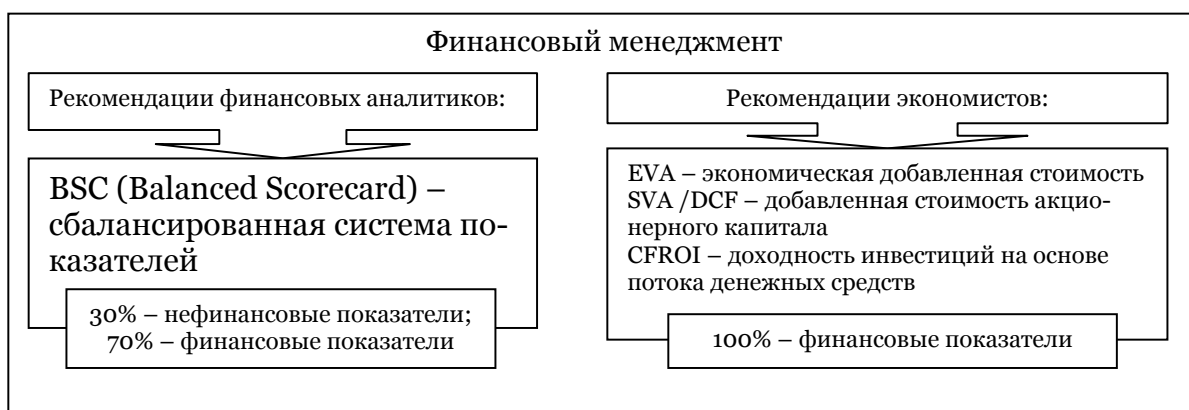 Финансовый менеджмент
Рекомендации финансовых аналитиков:
BSC (Balanced Scorecard) –
сбалансированная система по-
казателей
30% – нефинансовые показатели;
70% – финансовые показатели
Рекомендации экономистов:
EVA – экономическая добавленная стоимость
SVA /DCF – добавленная стоимость акцио-
нерного капитала
CFROI – доходность инвестиций на основе
потока денежных средств
100% – финансовые показатели